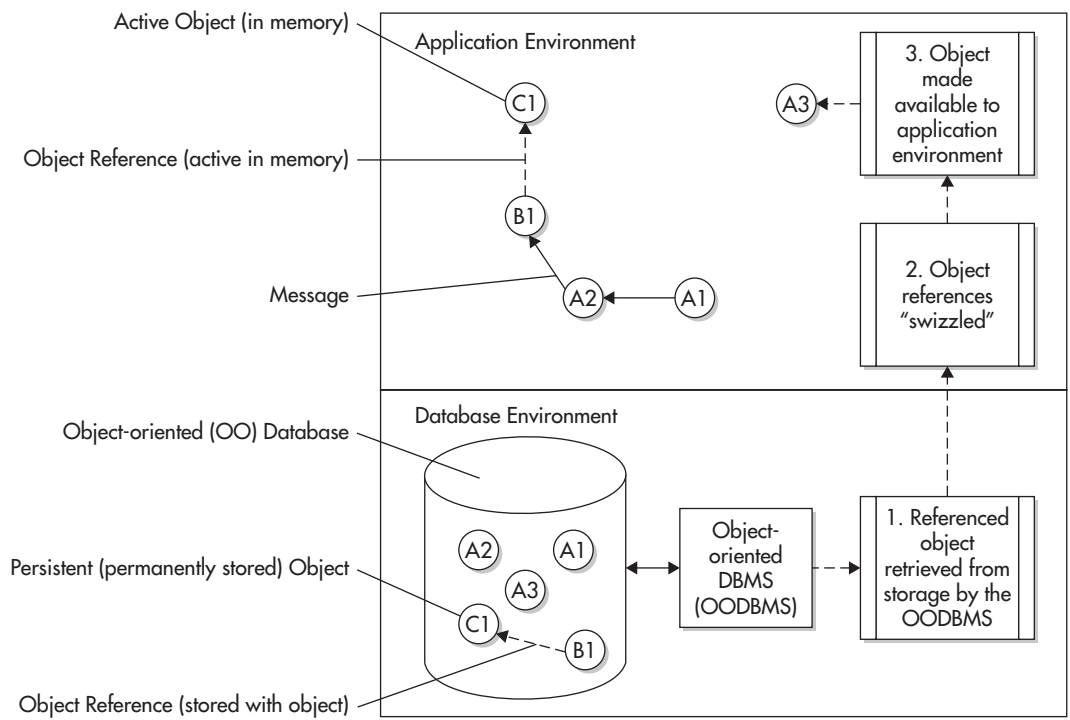 Active Object (in memory)
Application Environment
C1
Object Reference (active in memory)
B1
Message
A2
A1
A3
3. Object
made
available to
application
environment
2. Object
references
“swizzled”
Database Environment
Object-oriented (OO) Database
A2
A1
Persistent (permanently stored) Object
A3
C1
B1
Object Reference (stored with object)
Object-
oriented
DBMS
(OODBMS)
1. Referenced
object
retrieved from
storage by the
OODBMS